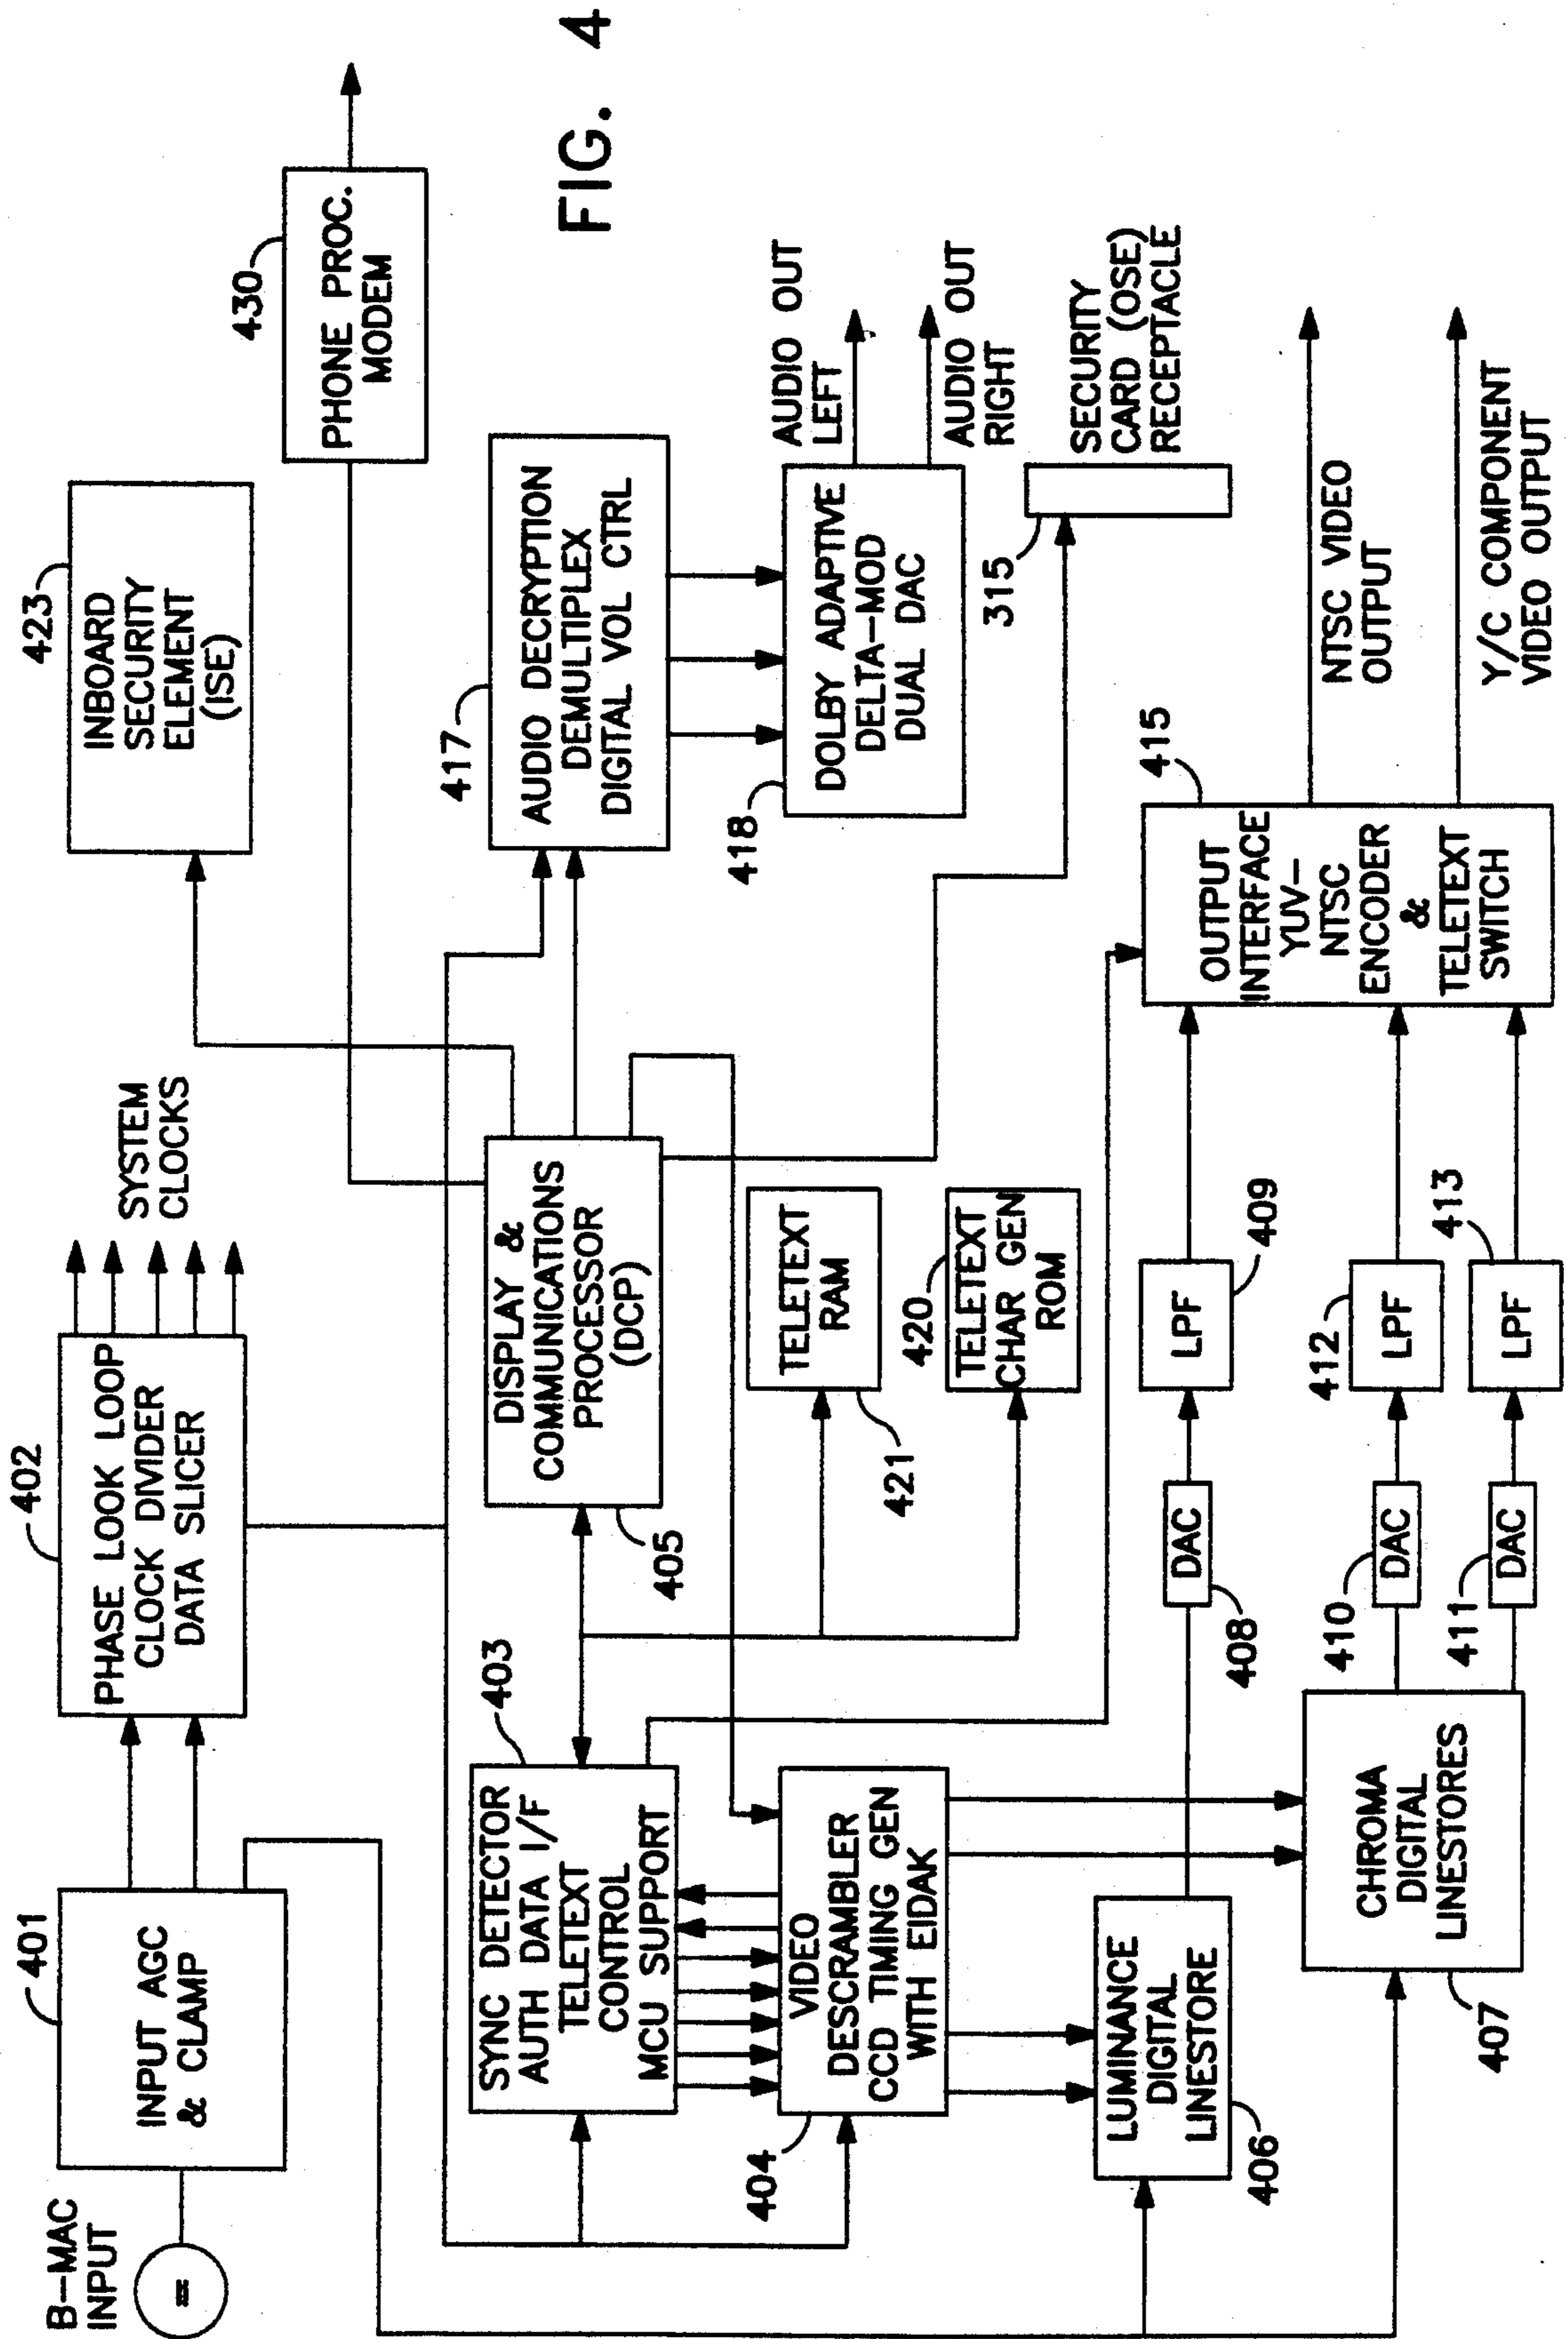 B-MAC
INPUT
=
401
INPUT AGC
& CLAMP
402
PHASE LOOK LOOP
CLOCK DIVIDER
DATA SLICER
SYSTEM
CLOCKS
423
INBOARD
SECURITY
ELEMENT
(ISE)
430
PHONE PROC.
MODEM
403
SYNC DETECTOR
AUTH DATA I/F
TELETEXT
CONTROL
MCU SUPPORT
DISPLAY &
COMMUNICATIONS
PROCESSOR
(DCP)
405
417
AUDIO DECRYPTION
DEMULTIPLEX
DIGITAL VOL CTRL
FIG. 4
404
VIDEO
DESCRAMBLER
CCD TIMING GEN
WITH EIDAK
TELETEXT
RAM
421
420
TELETEXT
CHAR GEN
ROM
418
DOLBY ADAPTIVE
DELTA-MOD
DUAL DAC
AUDIO OUT
LEFT
AUDIO OUT
RIGHT
315
SECURITY
CARD (OSE)
RECEPTACLE
LUMINANCE
DIGITAL
LINESTORE
406
DAC
408
LPF
409
415
OUTPUT
INTERFACE
YUV-
NTSC
ENCODER
&
TELETEXT
SWITCH
NTSC VIDEO
OUTPUT
Y/C COMPONENT
VIDEO OUTPUT
CHROMA
DIGITAL
LINESTORES
407
410
DAC
412
LPF
411
DAC
413
LPF